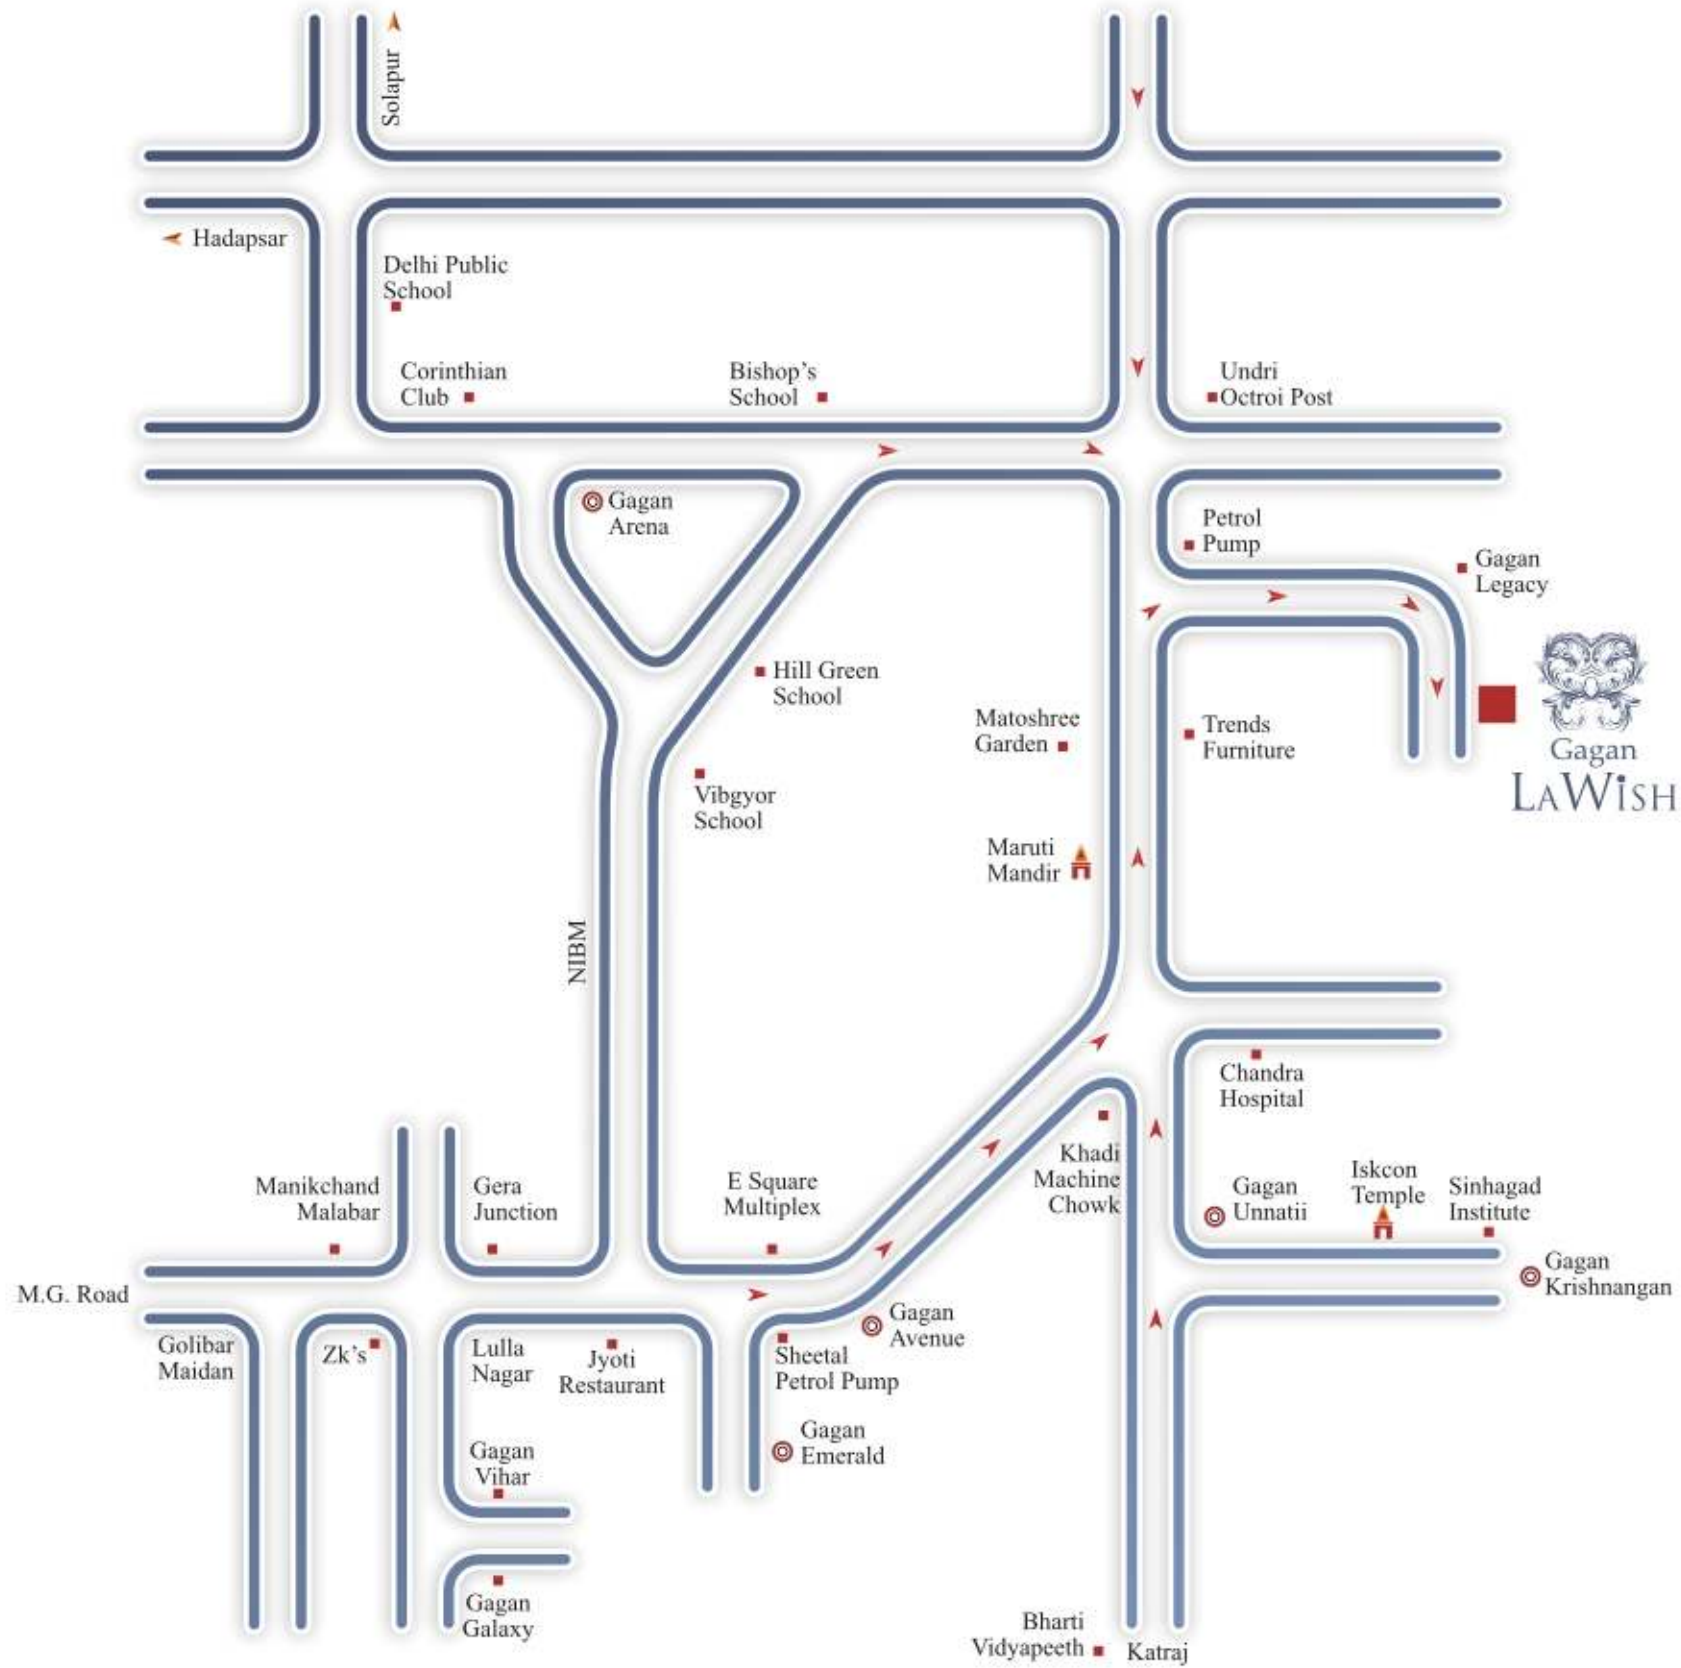 Solapur
Hadapsar
Delhi Public
School
Corinthian
Club
Bishop's
School
Undri
Octroi Post
Gagan
Arena
Petrol
Pump
Gagan
Legacy
Hill Green
School
Matoshree
Garden
Trends
Furniture
Gagan
LAWISH
Vibgyor
School
Maruti
Mandir
NIBM
Chandra
Hospital
Khadi
Machine
Chowk
Manikchand
Malabar
Gera
Junction
E Square
Multiplex
Gagan
Unnatii
Iskcon
Temple
Sinhagad
Institute
Gagan
Krishnangan
M.G. Road
Golibar
Maidan
Zk's
Lulla
Nagar
Jyoti
Restaurant
Sheetal
Petrol Pump
Gagan
Avenue
Gagan
Emerald
Gagan
Vihar
Gagan
Galaxy
Bharti
Vidyapeeth
Katraj